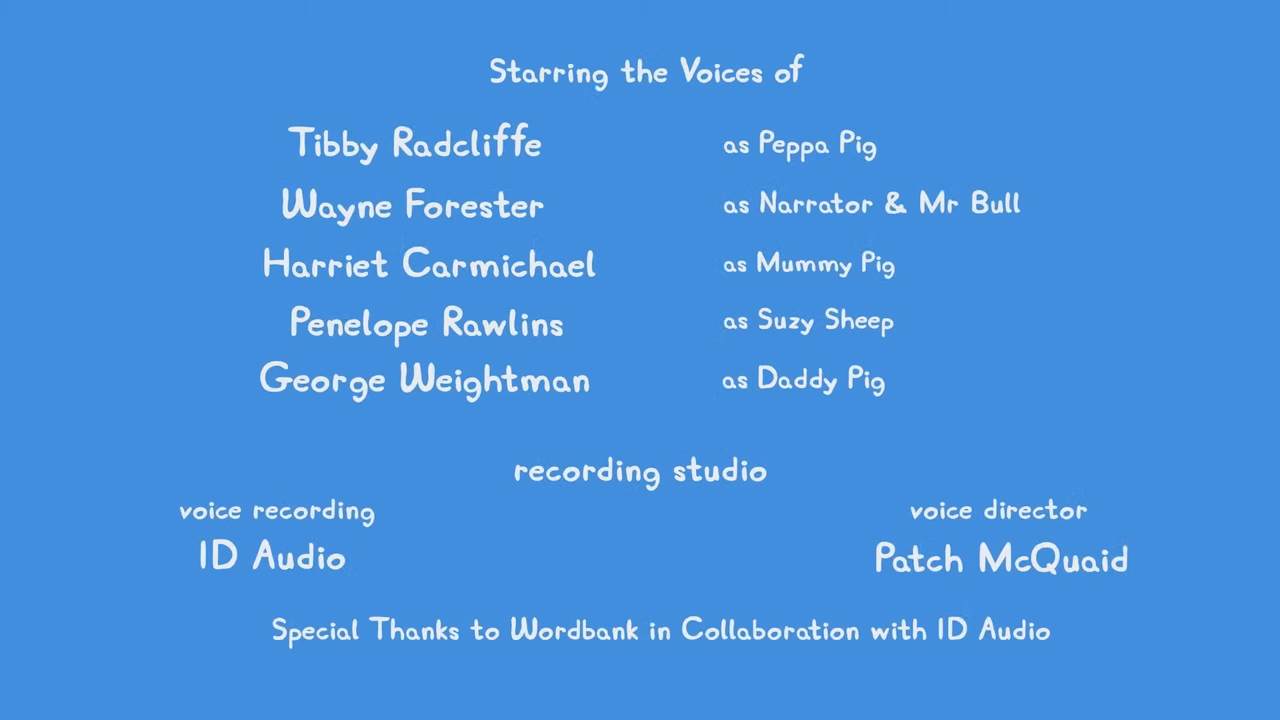 Starring the Voices of
Tibby Radcliffe as Peppa Pig
Wayne Forester as Narrator & Mr Bull
Harriet Carmichael as Mummy Pig
Penelope Rawlins as Suzy Sheep
George Weightman as Daddy Pig
recording studio
voice recording voice director
ID Audio Patch McQuaid
Special Thanks to Wordbank in Collaboration with ID Audio